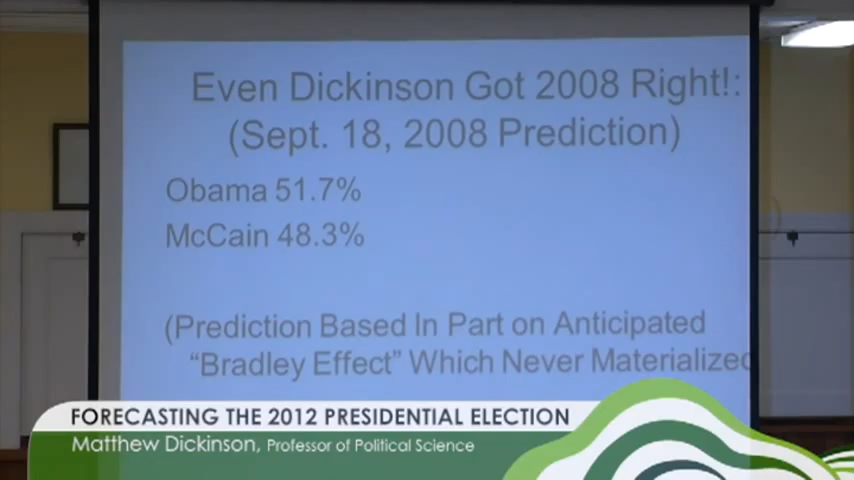 Even Dickinson Got 2008 Right!:
(Sept. 18, 2008 Prediction)
Obama 51.7%
McCain 48.3%
(Prediction Based In Part on Anticipated
"Bradley Effect" Which Never Materialized
FORECASTING THE 2012 PRESIDENTIAL ELECTION
Matthew Dickinson, Professor of Political Science